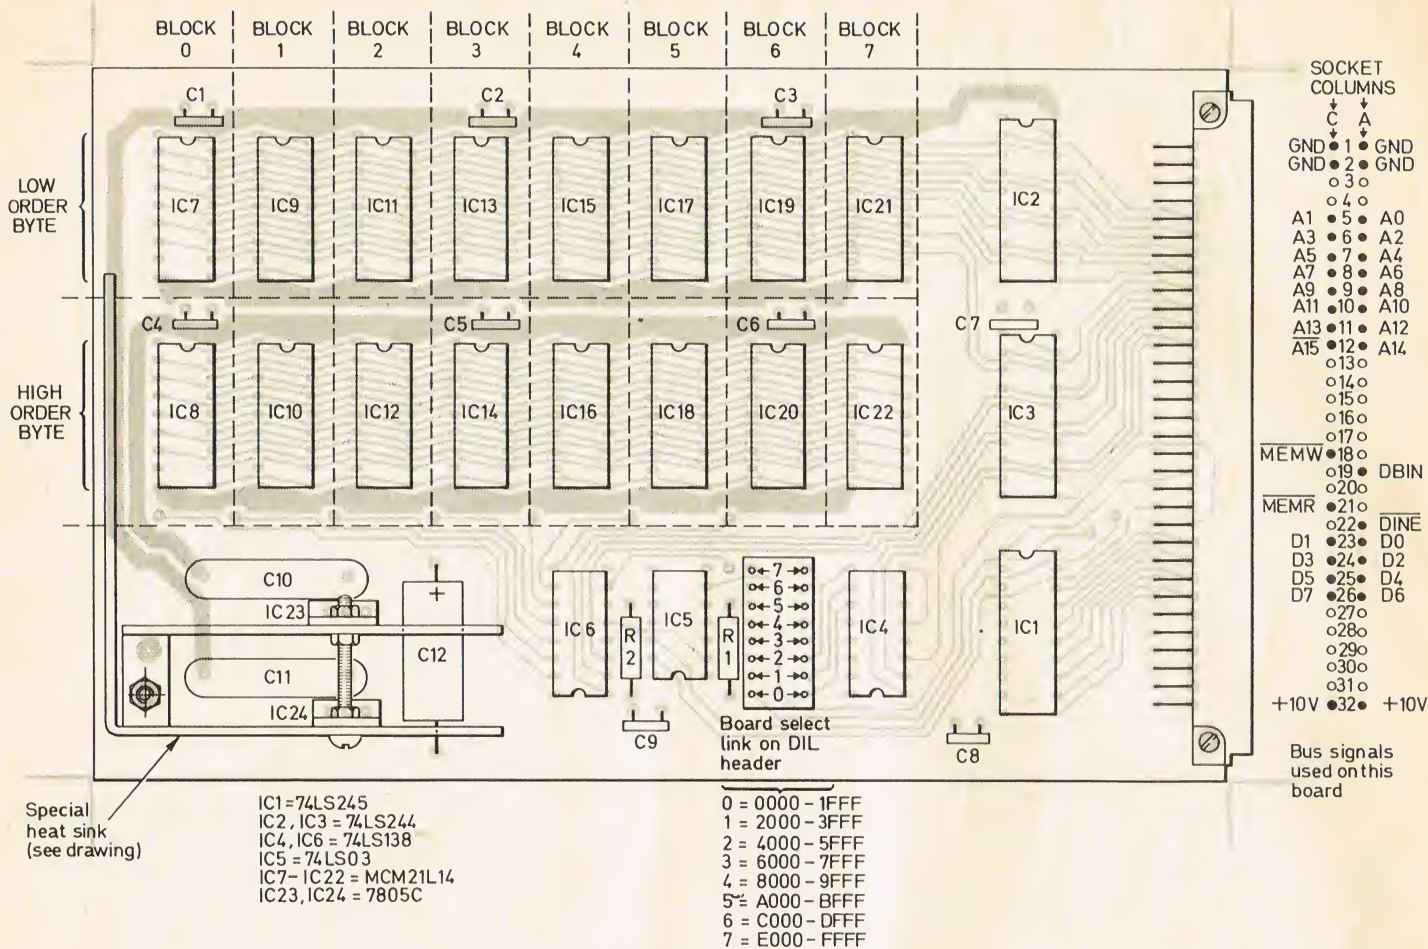 BLOCK 0 BLOCK 1 BLOCK 2 BLOCK 3 BLOCK 4 BLOCK 5 BLOCK 6 BLOCK 7
C1 C2 C3
LOW
ORDER
BYTE
IC7 IC9 IC11 IC13 IC15 IC17 IC19 IC21 IC2
C4 C5 C6 C7
HIGH
ORDER
BYTE
IC8 IC10 IC12 IC14 IC16 IC18 IC20 IC22 IC3
C10
IC23
C11
IC24
C12
+
IC6
R2
IC5
R1
7
6
5
4
3
2
1
0
IC4
IC1
C9
C8
Board select
link on DIL
header
0 = 0000 - 1FFF
1 = 2000 - 3FFF
2 = 4000 - 5FFF
3 = 6000 - 7FFF
4 = 8000 - 9FFF
5 = A000 - BFFF
6 = C000 - DFFF
7 = E000 - FFFF
Special
heat sink
(see drawing)
IC1 = 74LS245
IC2, IC3 = 74LS244
IC4, IC6 = 74LS138
IC5 = 74LS03
IC7- IC22 = MCM21L14
IC23, IC24 = 7805C
SOCKET
COLUMNS
C A
GND 1 GND
GND 2 GND
3
4
A1 5 A0
A3 6 A2
A5 7 A4
A7 8 A6
A9 9 A8
A11 10 A10
A13 11 A12
A̅1̅5̅ 12 A14
13
14
15
16
17
M̅E̅M̅W̅ 18
19 DBIN
20
M̅E̅M̅R̅ 21
22 D̅I̅N̅E̅
D1 23 D0
D3 24 D2
D5 25 D4
D7 26 D6
27
28
29
30
31
+10V 32 +10V
Bus signals
used on this
board